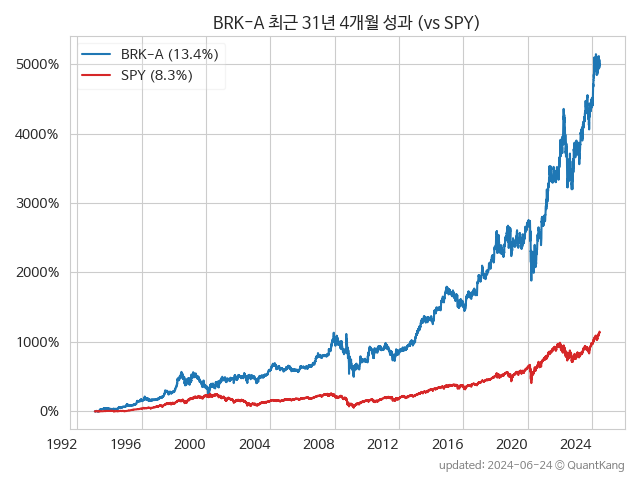 BRK-A 최근 31년 4개월 성과 (vs SPY)
BRK-A (13.4%)
SPY (8.3%)
5000%
4000%
3000%
2000%
1000%
0%
1992 1996 2000 2004 2008 2012 2016 2020 2024
updated: 2024-06-24 © QuantKang